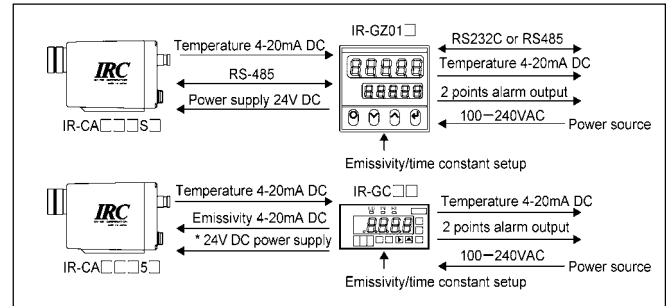 IR-GZ01□
Temperature 4-20mA DC
RS232C or RS485
IRC
Temperature 4-20mA DC
RS-485
2 points alarm output
Power supply 24V DC
100－240VAC
Power source
IR-CA□□□S□
Emissivity/time constant setup
IR-GC□□
Temperature 4-20mA DC
Temperature 4-20mA DC
IRC
Emissivity 4-20mA DC
2 points alarm output
* 24V DC power supply
100－240VAC
Power source
IR-CA□□□5□
Emissivity/time constant setup